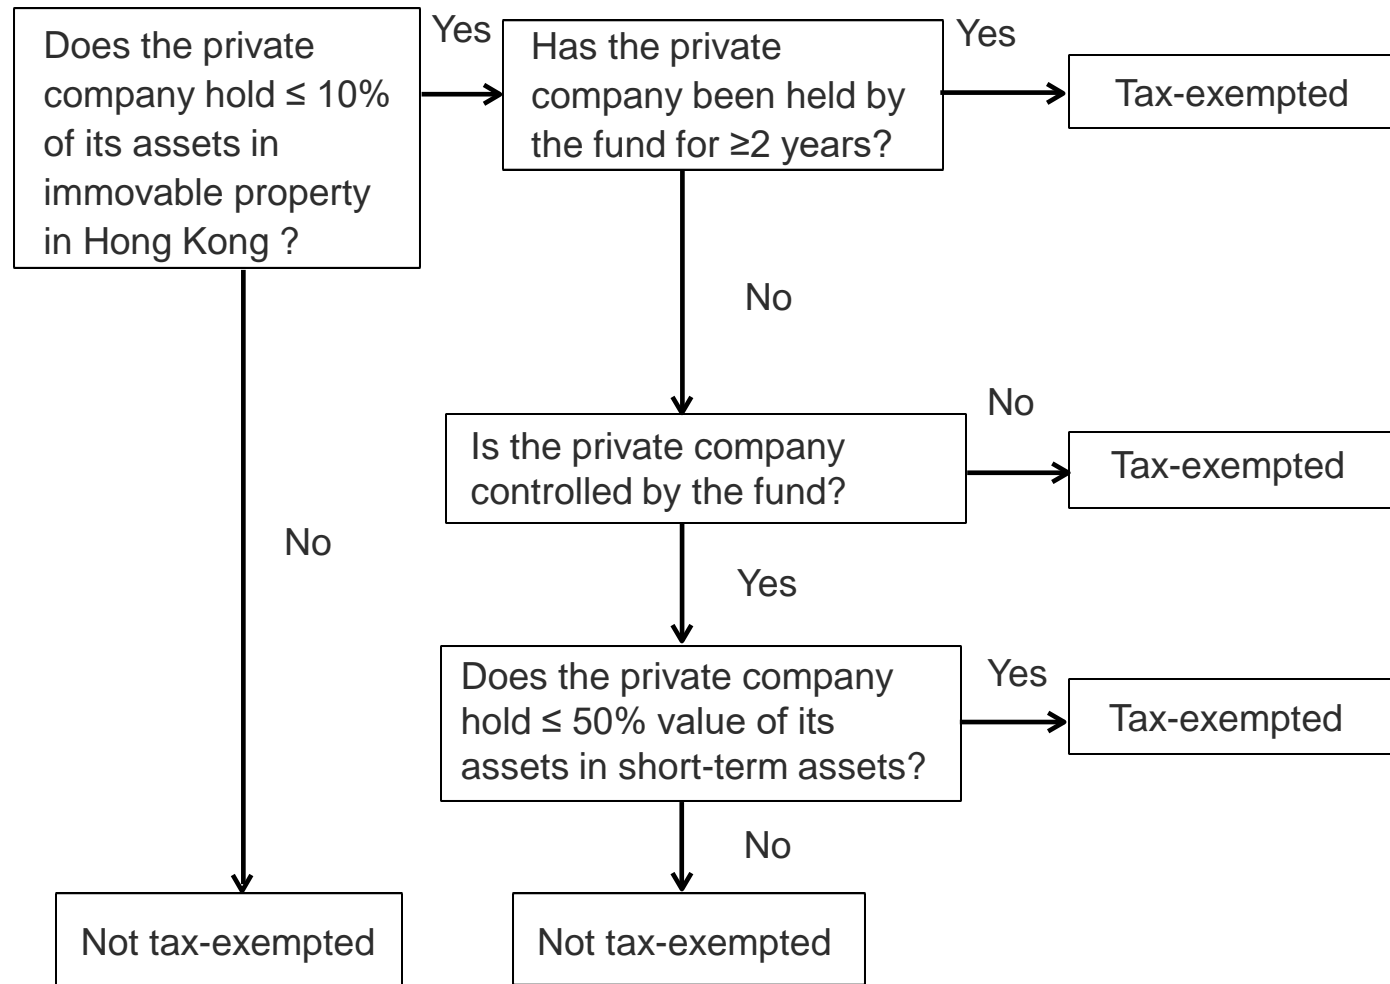 Does the private
company hold ≤ 10%
of its assets in
immovable property
in Hong Kong ?
Yes
Has the private
company been held by
the fund for ≥2 years?
Yes
Tax-exempted
No
Is the private company
controlled by the fund?
No
Tax-exempted
No
Yes
Does the private company
hold ≤ 50% value of its
assets in short-term assets?
Yes
Tax-exempted
No
Not tax-exempted
Not tax-exempted